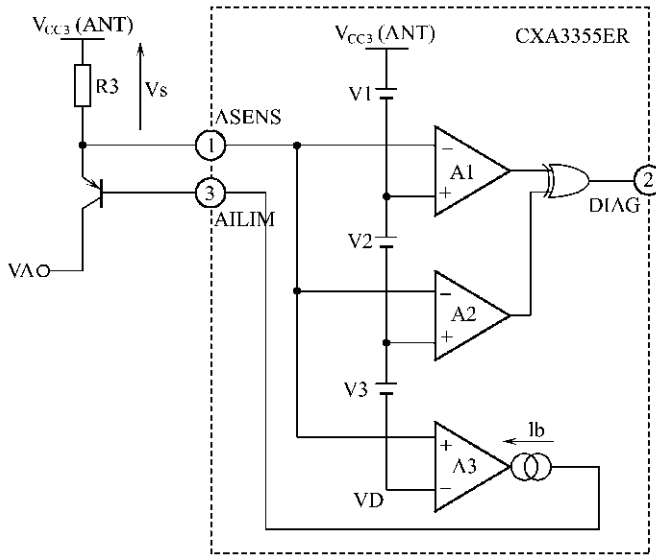 VCC3 (ANT)
R3
Vs
ASENS
1
3
AILIM
VA
CXA3355ER
VCC3 (ANT)
V1
−
A1
+
2
DIAG
V2
−
A2
+
V3
+
A3
−
Ib
VD